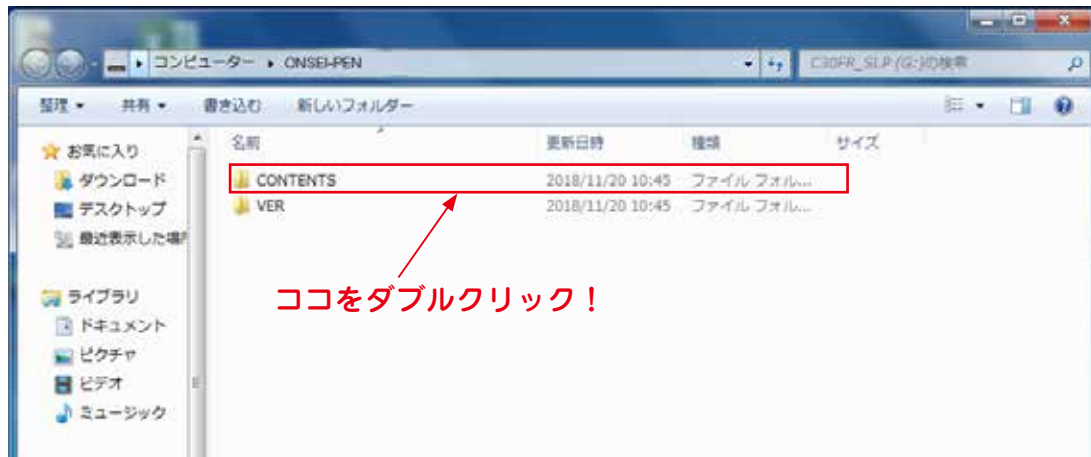 コンピューター ▸ ONSEI-PEN
C30FR_SLP (G:)の検索
整理 共有 書き込む 新しいフォルダー
名前 更新日時 種類 サイズ
お気に入り
ダウンロード
デスクトップ
最近表示した場所
CONTENTS 2018/11/20 10:45 ファイル フォル...
VER 2018/11/20 10:45 ファイル フォル...
ココをダブルクリック！
ライブラリ
ドキュメント
ピクチャ
ビデオ
ミュージック